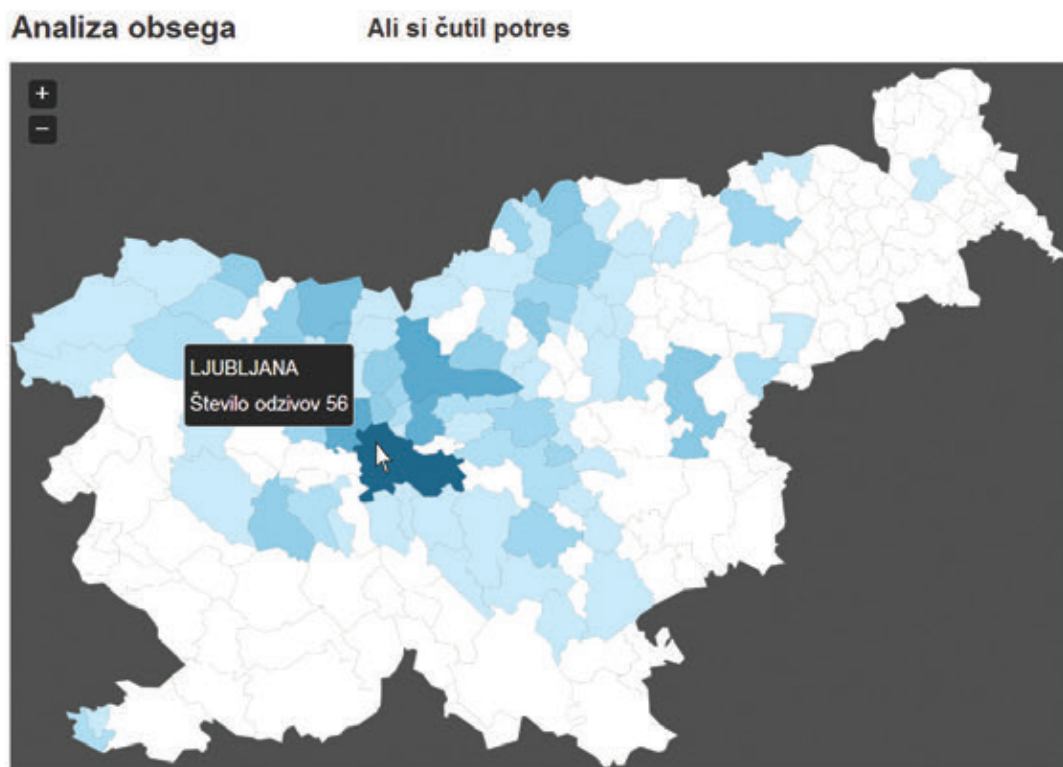 Analiza obsega
Ali si čutil potres
+
−
LJUBLJANA
Število odzivov 56